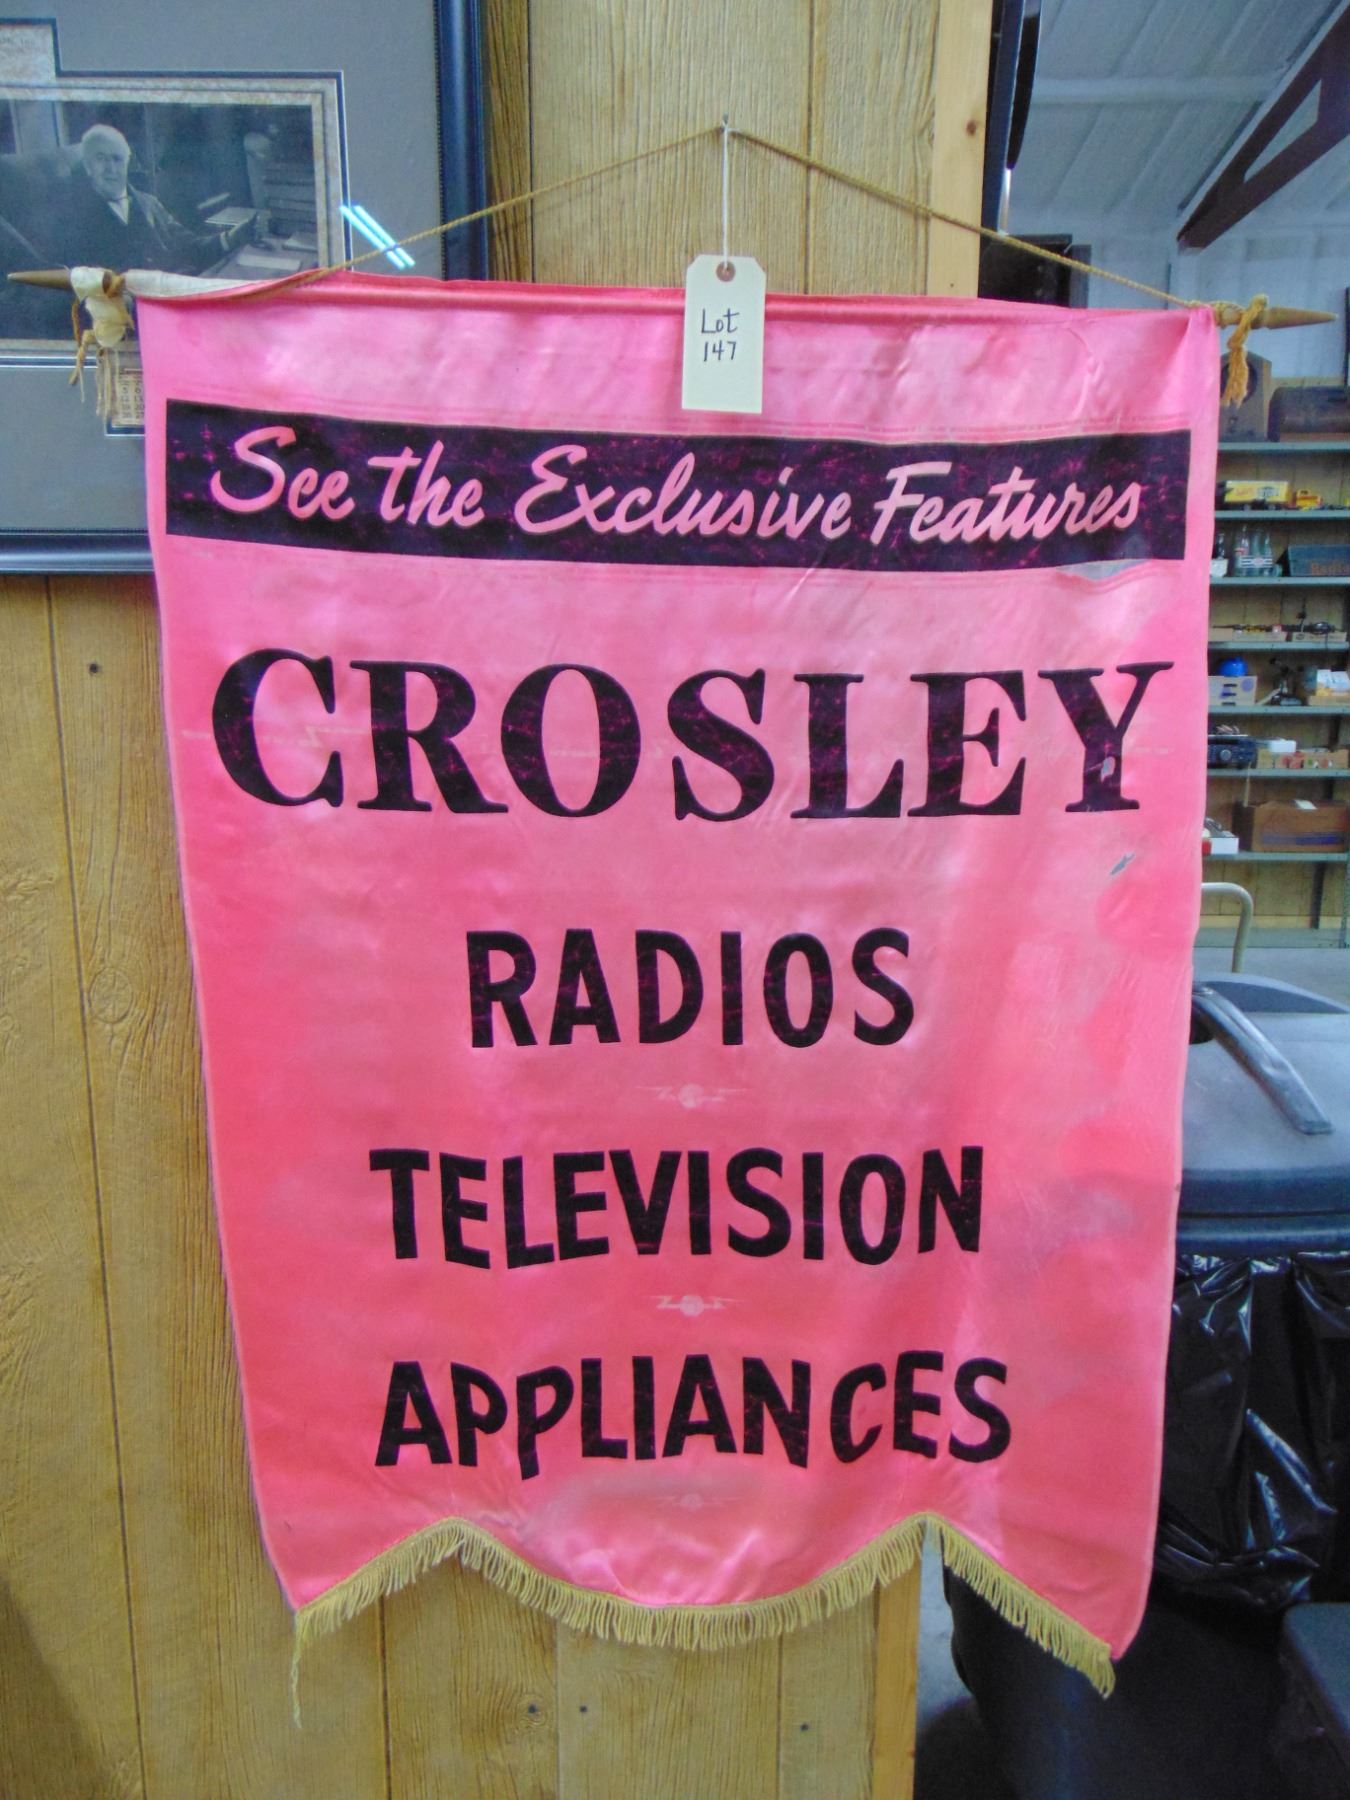 Lot
147
See the Exclusive Features
CROSLEY
RADIOS
TELEVISION
APPLIANCES